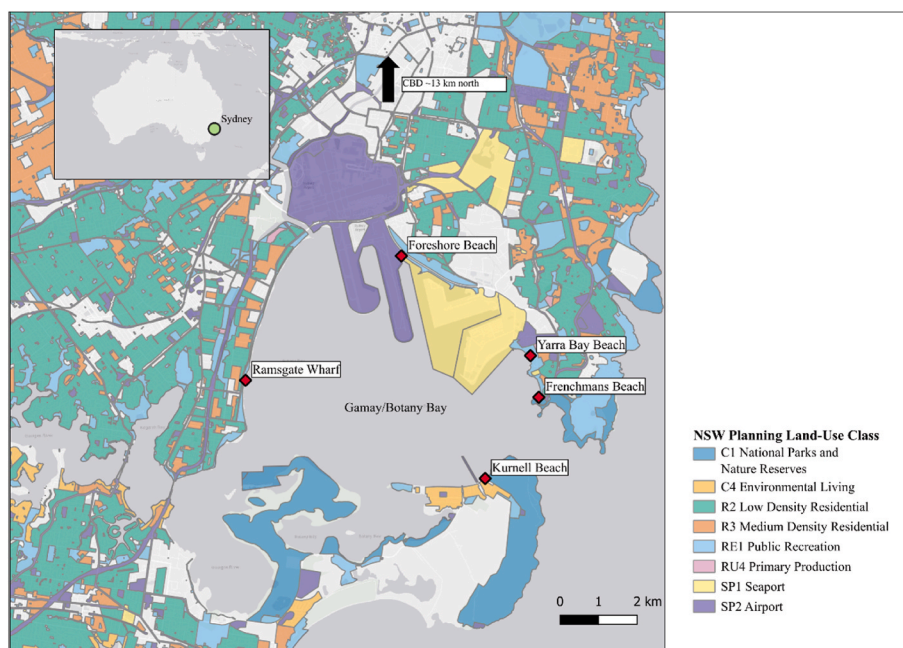 Sydney
CBD ~13 km north
Foreshore Beach
Yarra Bay Beach
Ramsgate Wharf
Frenchmans Beach
Gamay/Botany Bay
Kurnell Beach
NSW Planning Land-Use Class
C1 National Parks and
Nature Reserves
C4 Environmental Living
R2 Low Density Residential
R3 Medium Density Residential
RE1 Public Recreation
RU4 Primary Production
SP1 Seaport
SP2 Airport
0 1 2 km